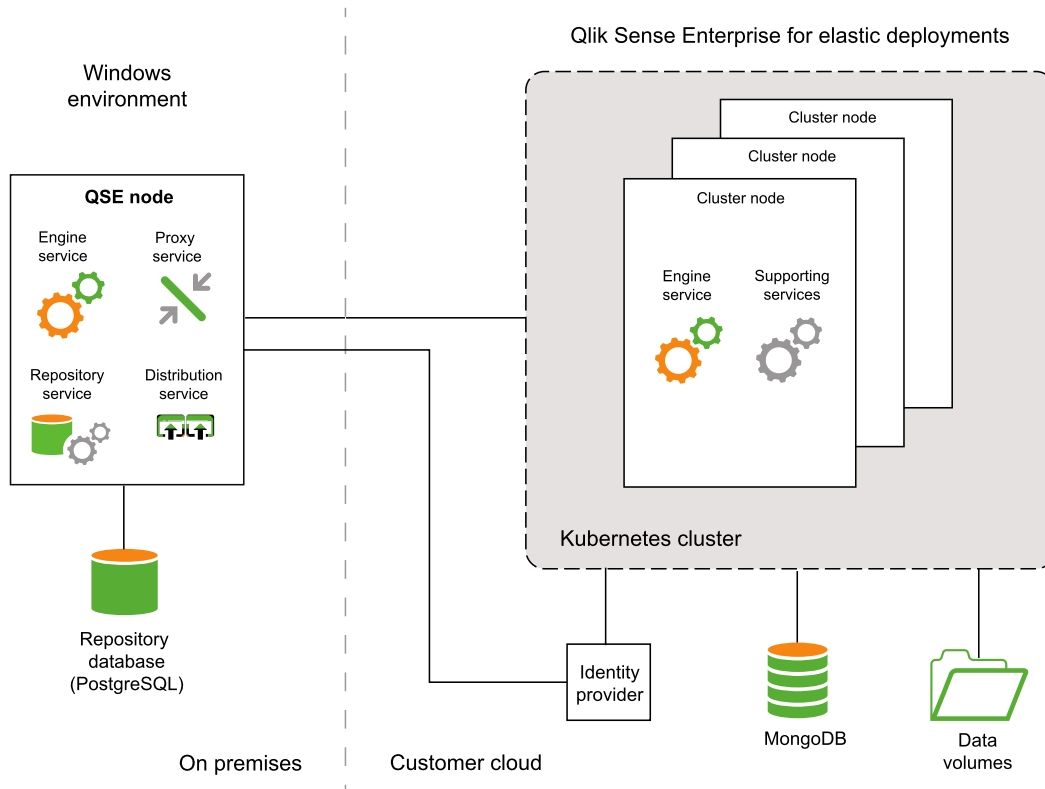 Qlik Sense Enterprise for elastic deployments
Windows
environment
QSE node
Engine
service
Proxy
service
Repository
service
Distribution
service
Repository
database
(PostgreSQL)
On premises
Cluster node
Cluster node
Cluster node
Engine
service
Supporting
services
Kubernetes cluster
Identity
provider
MongoDB
Data
volumes
Customer cloud